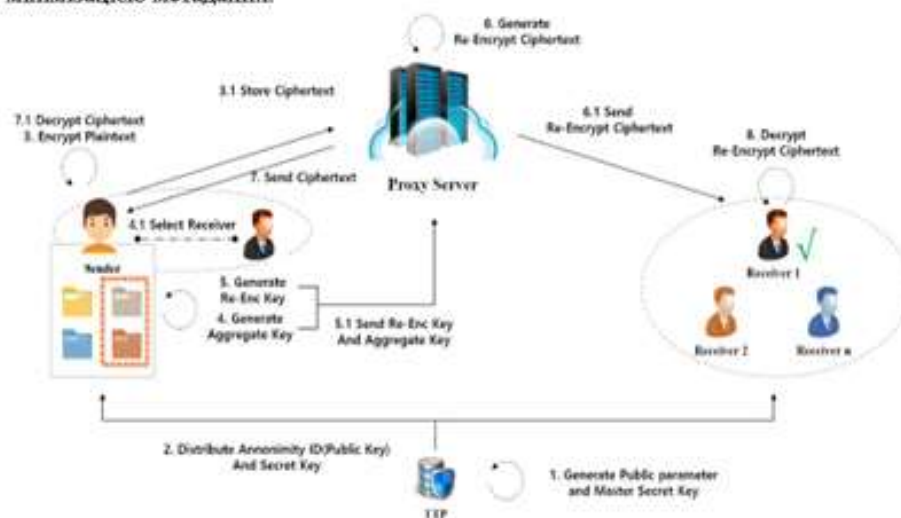 6. Generate
Re-Encrypt Ciphertext
3.1 Store Ciphertext
7.1 Decrypt Ciphertext
3. Encrypt Plaintext
6.1 Send
Re-Encrypt Ciphertext
8. Decrypt
Re-Encrypt Ciphertext
7. Send Ciphertext
Proxy Server
4.1 Select Receiver
Sender
Receiver 1
5. Generate
Re-Enc Key
4. Generate
Aggregate Key
5.1 Send Re-Enc Key
And Aggregate Key
Receiver 2
Receiver n
2. Distribute Annonimity ID(Public Key)
And Secret Key
1. Generate Public parameter
and Master Secret Key
TTP